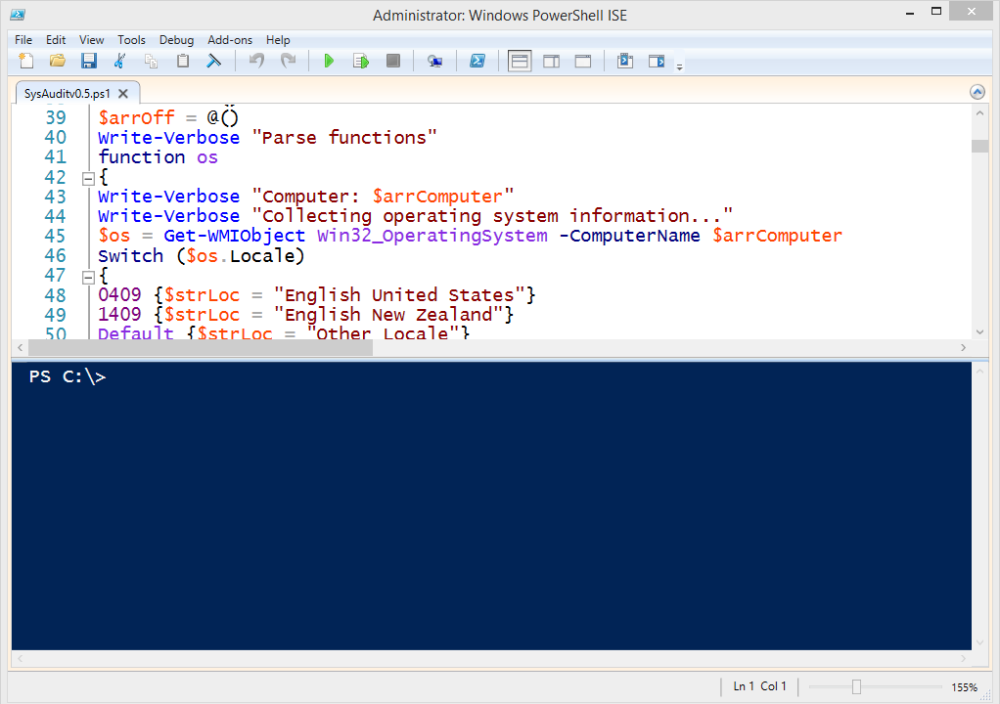 Administrator: Windows PowerShell ISE
File Edit View Tools Debug Add-ons Help
SysAuditv0.5.ps1
39 $arrOff = @()
40 Write-Verbose "Parse functions"
41 function os
42 {
43 Write-Verbose "Computer: $arrComputer"
44 Write-Verbose "Collecting operating system information..."
45 $os = Get-WMIObject Win32_OperatingSystem -ComputerName $arrComputer
46 Switch ($os.Locale)
47 {
48 0409 {$strLoc = "English United States"}
49 1409 {$strLoc = "English New Zealand"}
50 Default {$strLoc = "Other Locale"}
PS C:\>
Ln 1 Col 1 155%